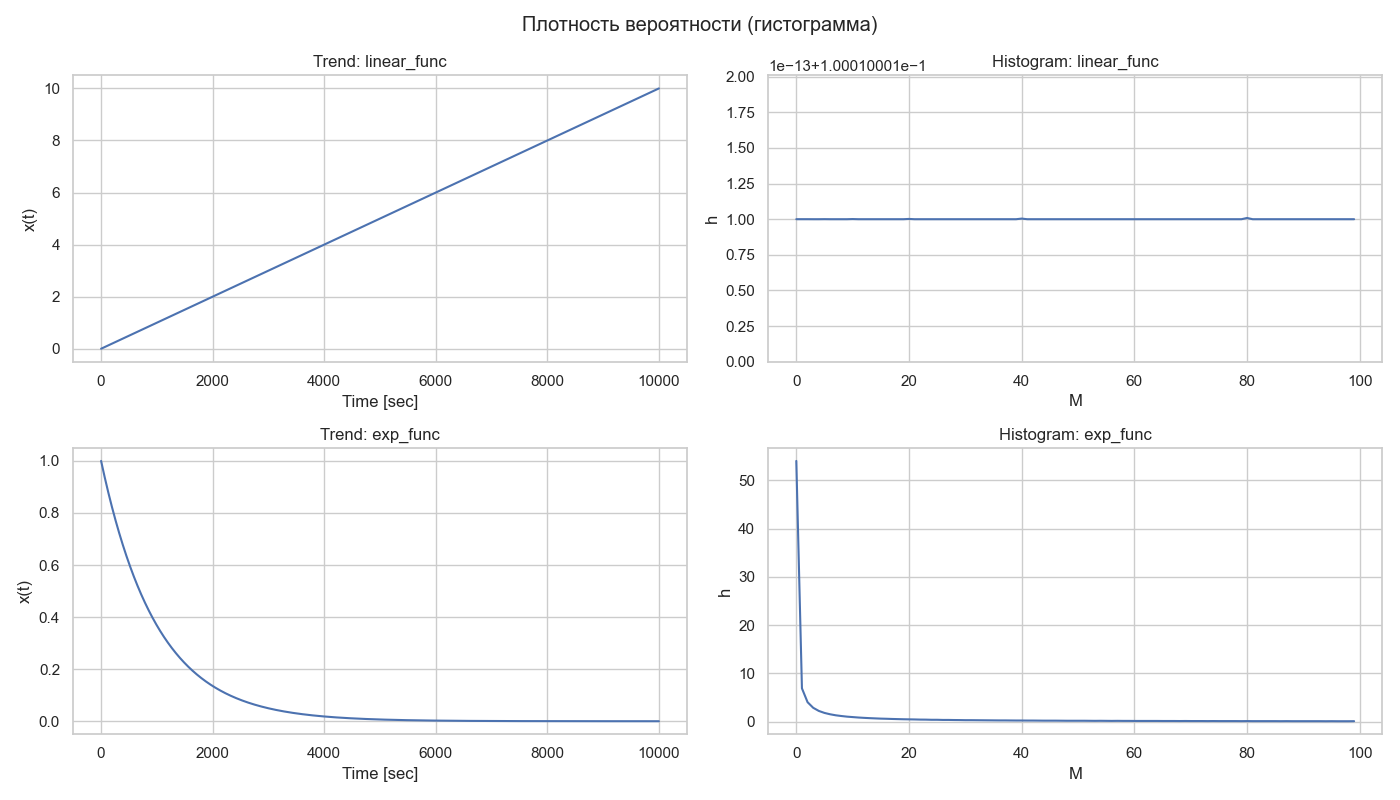 Плотность вероятности (гистограмма)
Trend: linear_func
x(t)
10
8
6
4
2
0
0 2000 4000 6000 8000 10000
Time [sec]
Histogram: linear_func
1e−13+1.00010001e−1
h
2.00
1.75
1.50
1.25
1.00
0.75
0.50
0.25
0.00
0 20 40 60 80 100
M
Trend: exp_func
x(t)
1.0
0.8
0.6
0.4
0.2
0.0
0 2000 4000 6000 8000 10000
Time [sec]
Histogram: exp_func
h
50
40
30
20
10
0
0 20 40 60 80 100
M